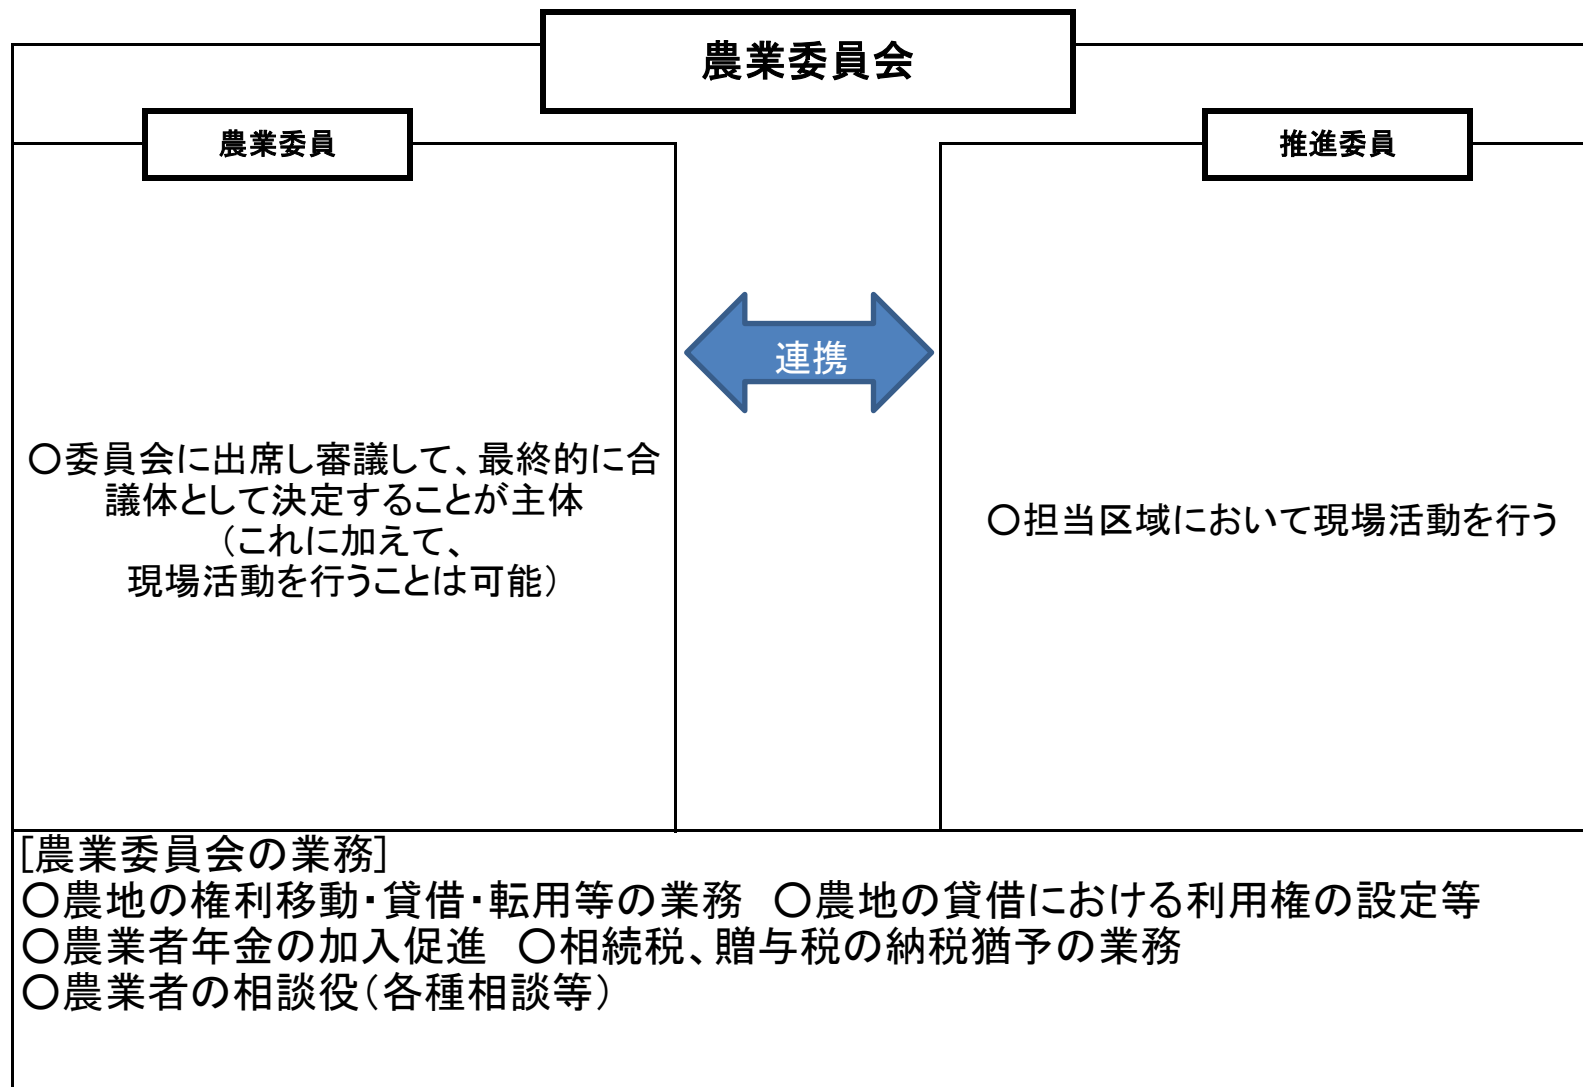 農業委員会
農業委員
推進委員
連携
○委員会に出席し審議して、最終的に合
議体として決定することが主体
（これに加えて、
現場活動を行うことは可能）
○担当区域において現場活動を行う
[農業委員会の業務]
○農地の権利移動・貸借・転用等の業務　○農地の貸借における利用権の設定等
○農業者年金の加入促進　○相続税、贈与税の納税猶予の業務
○農業者の相談役（各種相談等）